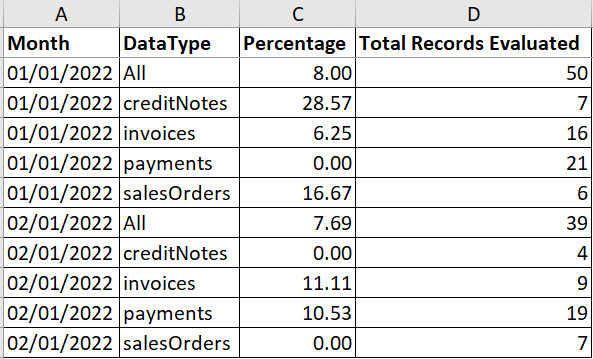 A B C D
Month DataType Percentage Total Records Evaluated
01/01/2022 All 8.00 50
01/01/2022 creditNotes 28.57 7
01/01/2022 invoices 6.25 16
01/01/2022 payments 0.00 21
01/01/2022 salesOrders 16.67 6
02/01/2022 All 7.69 39
02/01/2022 creditNotes 0.00 4
02/01/2022 invoices 11.11 9
02/01/2022 payments 10.53 19
02/01/2022 salesOrders 0.00 7